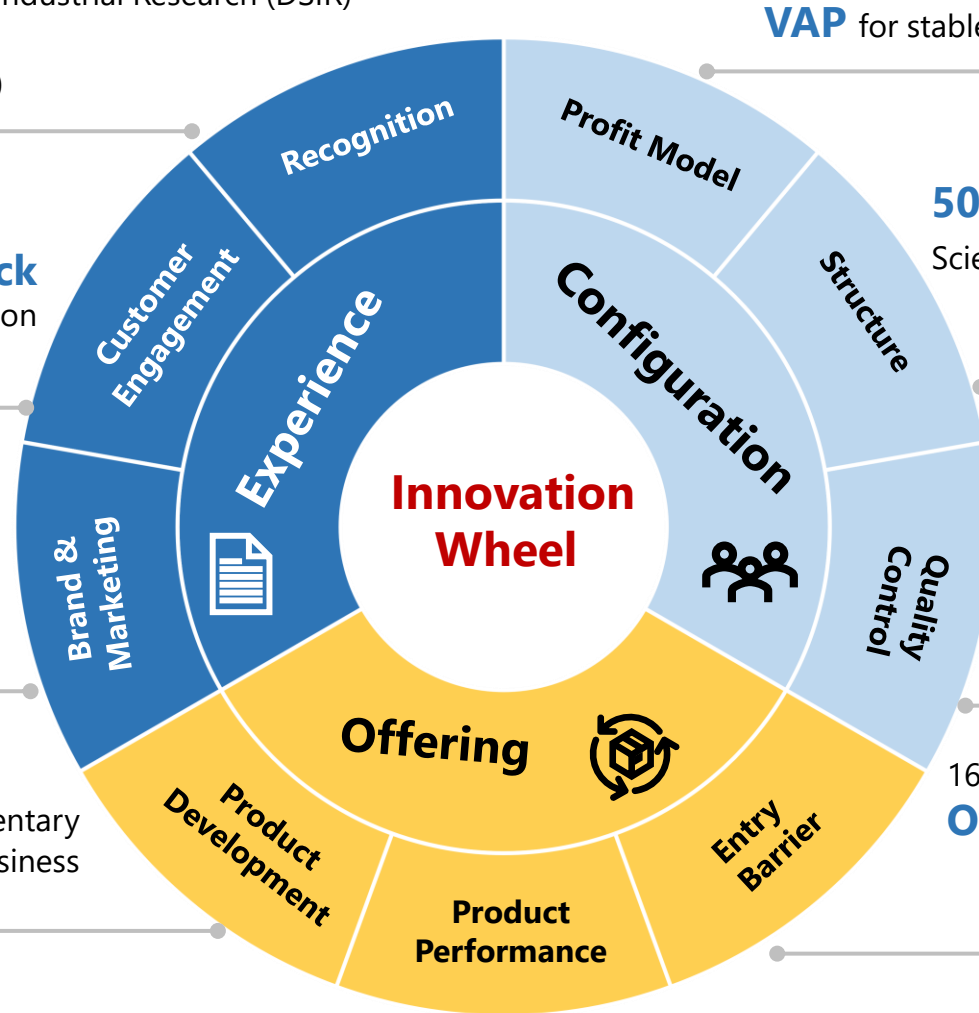 Industrial Research (DSIR)
VAP for stable
)
Recognition
Profit Model
50
Scie
ck
on
Customer
Engagement
Structure
Experience
Configuration
Innovation
Wheel
Brand &
Marketing
Quality
Control
Offering
16
O
entary
siness
Product
Development
Entry
Barrier
Product
Performance